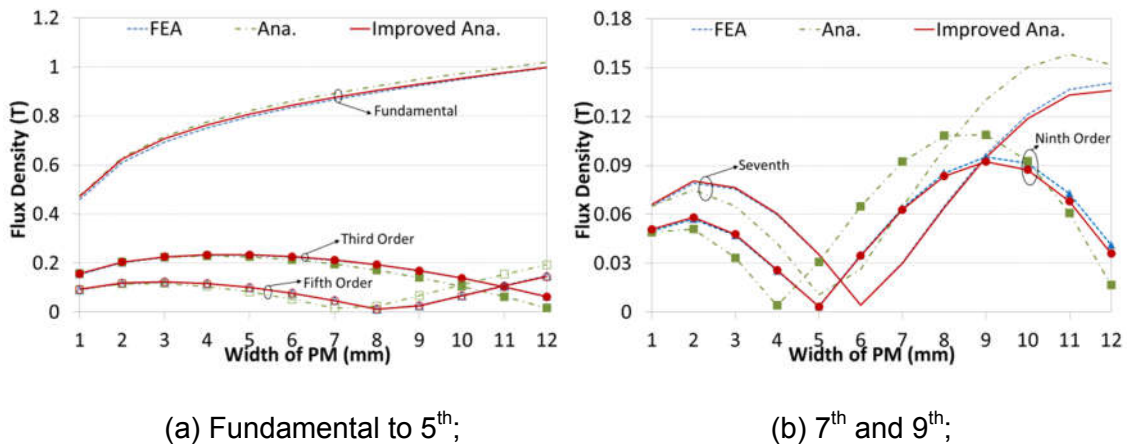 FEA Ana. Improved Ana.
Flux Density (T)
1.2
1
0.8
0.6
0.4
0.2
0
Fundamental
Third Order
Fifth Order
1 2 3 4 5 6 7 8 9 10 11 12
Width of PM (mm)
(a) Fundamental to 5th;
FEA Ana. Improved Ana.
Flux Density (T)
0.18
0.15
0.12
0.09
0.06
0.03
0
Seventh
Ninth Order
1 2 3 4 5 6 7 8 9 10 11 12
Width of PM (mm)
(b) 7th and 9th;